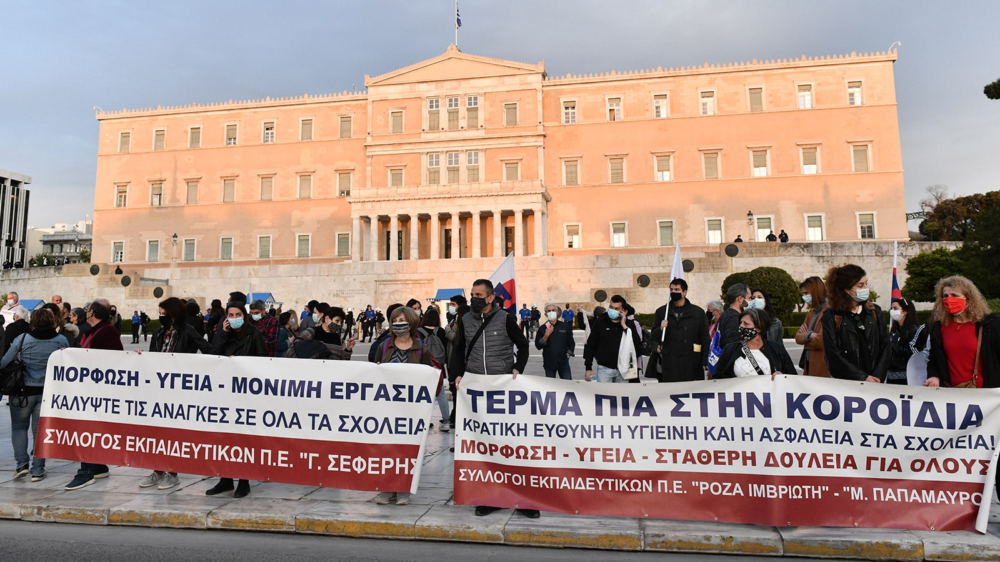 ΜΟΡΦΩΣΗ - ΥΓΕΙΑ - ΜΟΝΙΜΗ ΕΡΓΑΣΙΑ
ΚΑΛΥΨΤΕ ΤΙΣ ΑΝΑΓΚΕΣ ΣΕ ΟΛΑ ΤΑ ΣΧΟΛΕΙΑ
ΣΥΛΛΟΓΟΣ ΕΚΠΑΙΔΕΥΤΙΚΩΝ Π.Ε. "Γ. ΣΕΦΕΡΗΣ
ΤΕΡΜΑ ΠΙΑ ΣΤΗΝ ΚΟΡΟΪΔΙΑ
ΚΡΑΤΙΚΗ ΕΥΘΥΝΗ Η ΥΓΙΕΙΝΗ ΚΑΙ Η ΑΣΦΑΛΕΙΑ ΣΤΑ ΣΧΟΛΕΙΑ!
ΜΟΡΦΩΣΗ - ΥΓΕΙΑ - ΣΤΑΘΕΡΗ ΔΟΥΛΕΙΑ ΓΙΑ ΟΛΟΥΣ
ΣΥΛΛΟΓΟΙ ΕΚΠΑΙΔΕΥΤΙΚΩΝ Π.Ε. "ΡΟΖΑ ΙΜΒΡΙΩΤΗ" - "Μ. ΠΑΠΑΜΑΥΡΟ